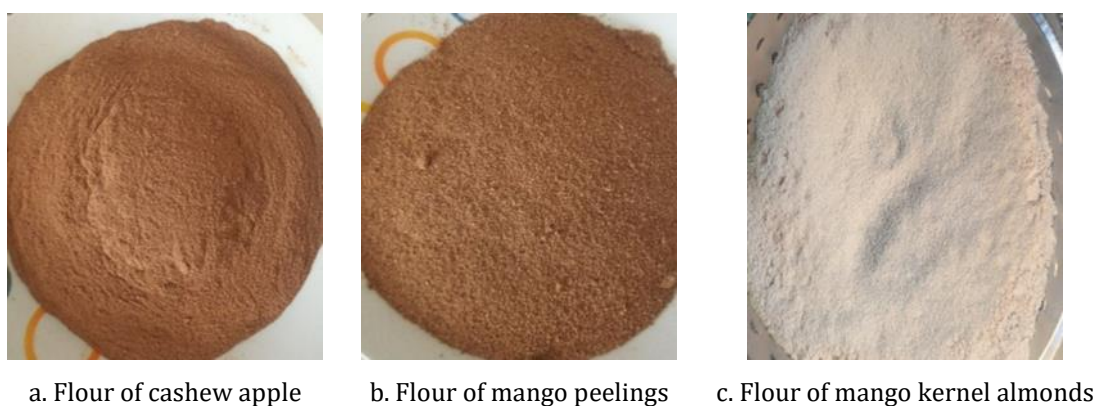 a. Flour of cashew apple
b. Flour of mango peelings
c. Flour of mango kernel almonds